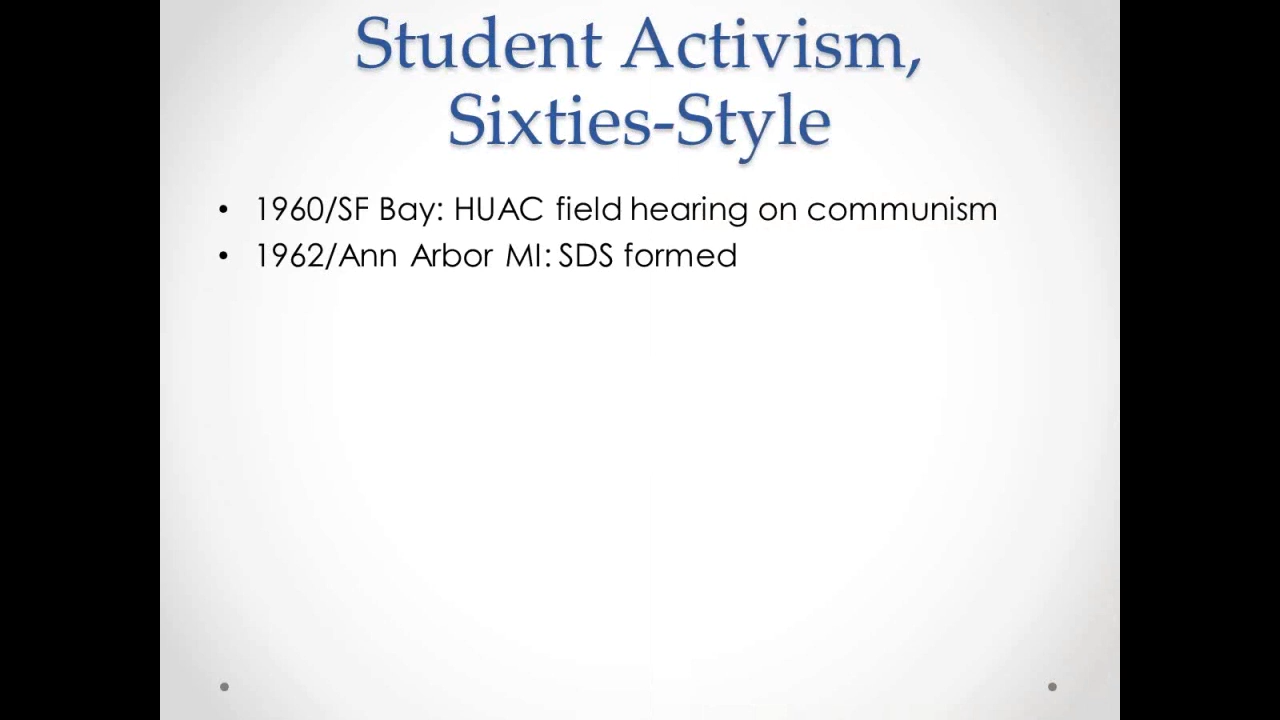 Student Activism,
Sixties-Style
• 1960/SF Bay: HUAC field hearing on communism
• 1962/Ann Arbor MI: SDS formed